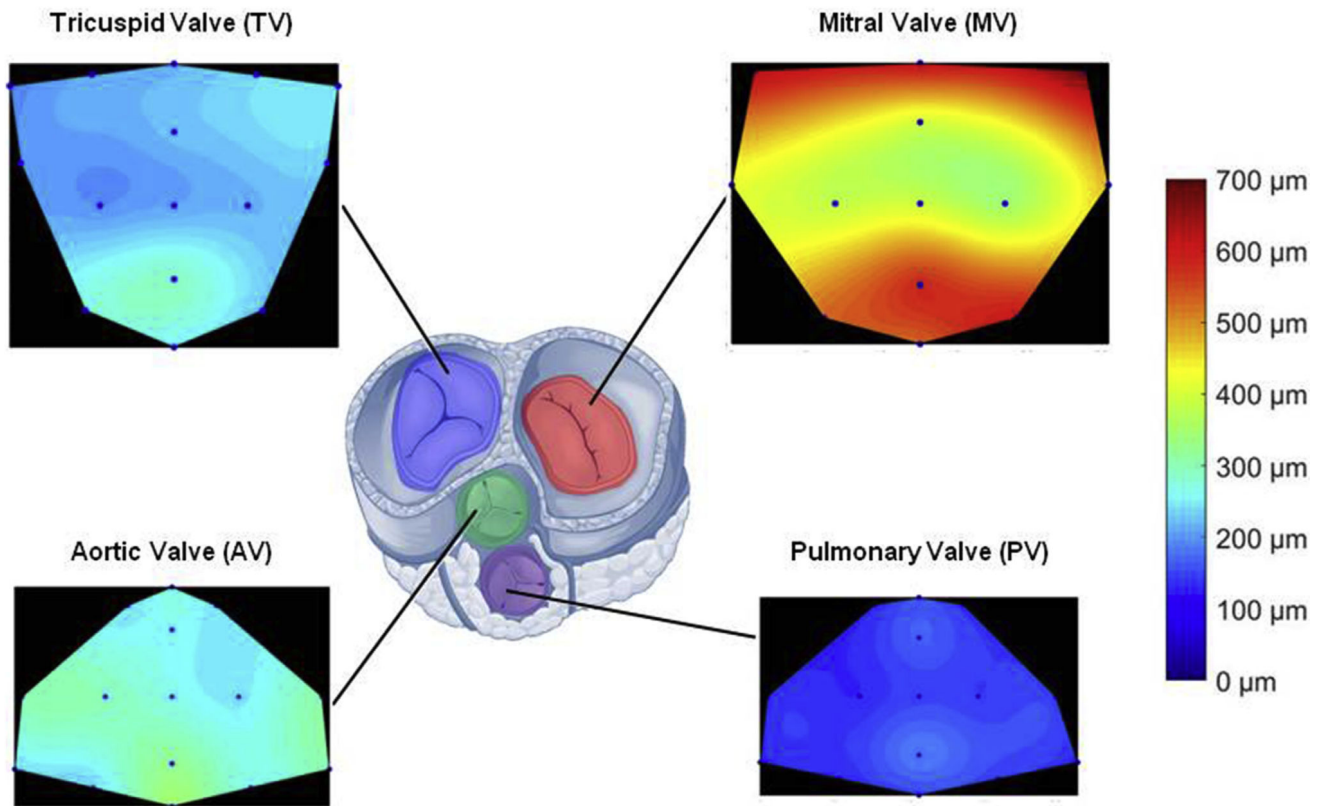 Tricuspid Valve (TV)
Mitral Valve (MV)
700 µm
600 µm
500 µm
400 µm
300 µm
200 µm
100 µm
0 µm
Aortic Valve (AV)
Pulmonary Valve (PV)